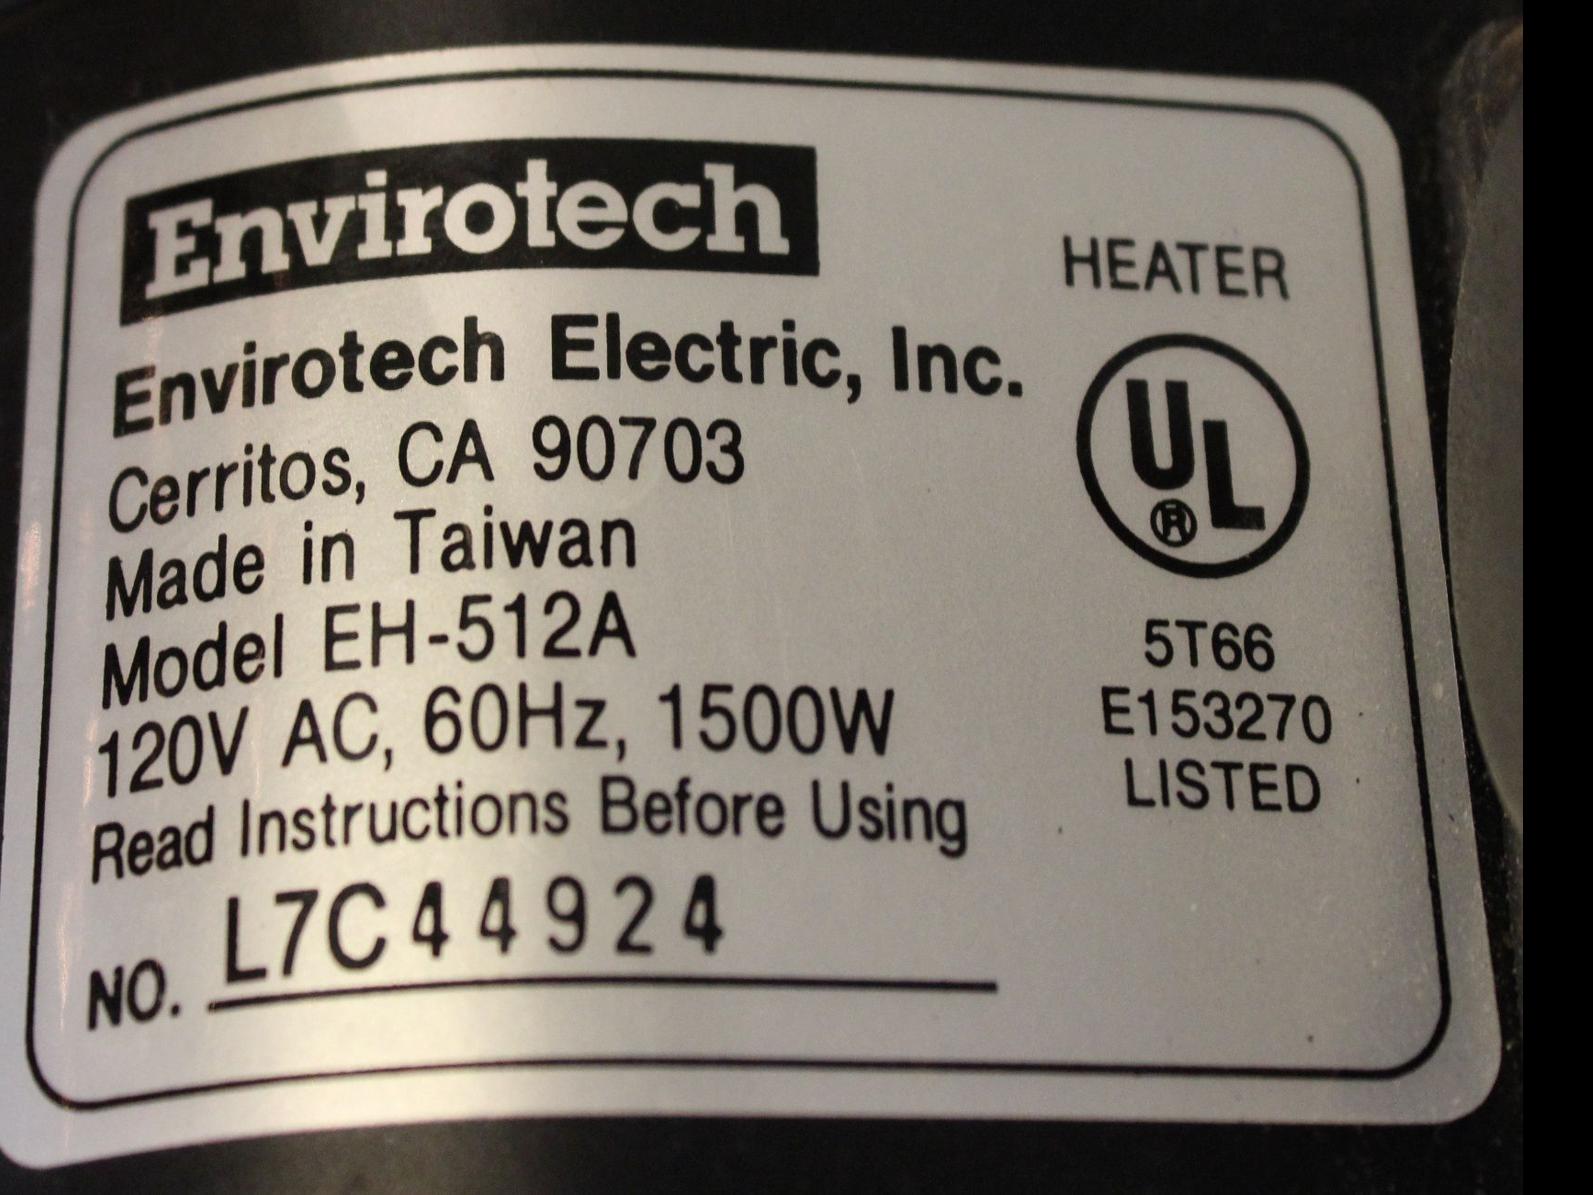 Envirotech
Envirotech Electric, Inc.
Cerritos, CA 90703
Made in Taiwan
Model EH-512A
120V AC, 60Hz, 1500W
Read Instructions Before Using
NO. L7C44924
HEATER
UL
®
5T66
E153270
LISTED